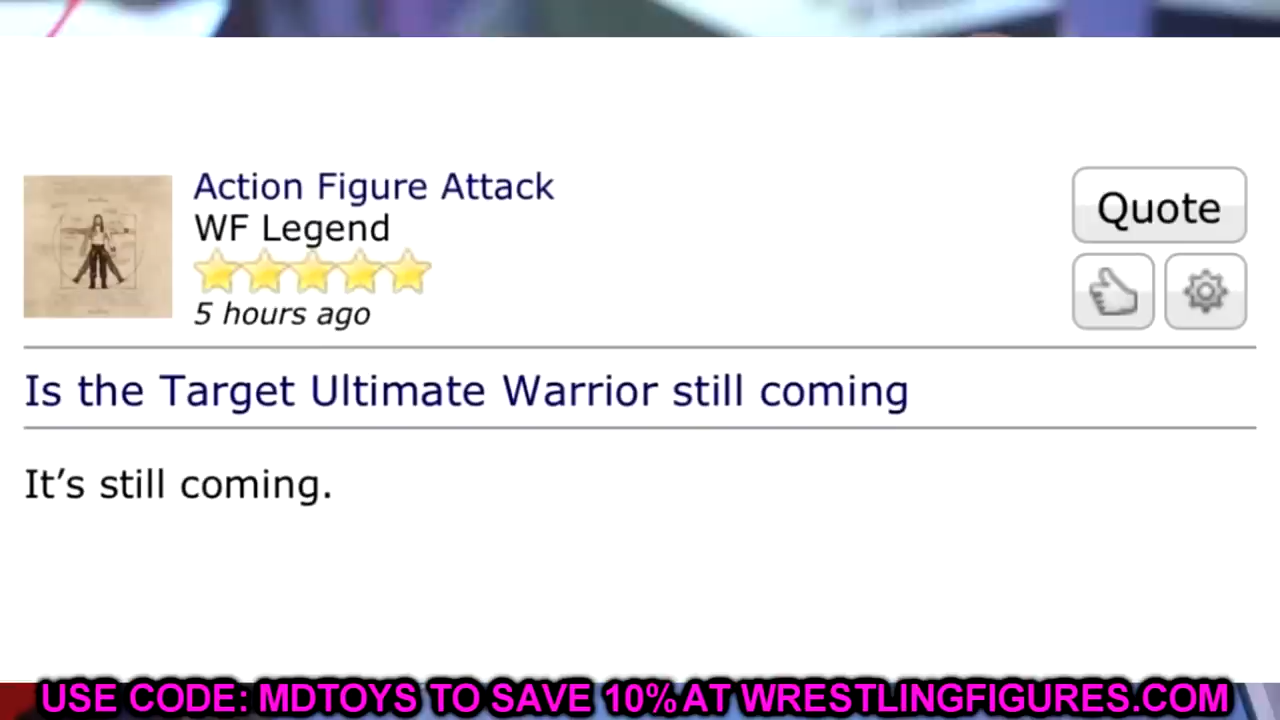 Action Figure Attack
WF Legend
5 hours ago
Quote
Is the Target Ultimate Warrior still coming
It’s still coming.
USE CODE: MDTOYS TO SAVE 10% AT WRESTLINGFIGURES.COM